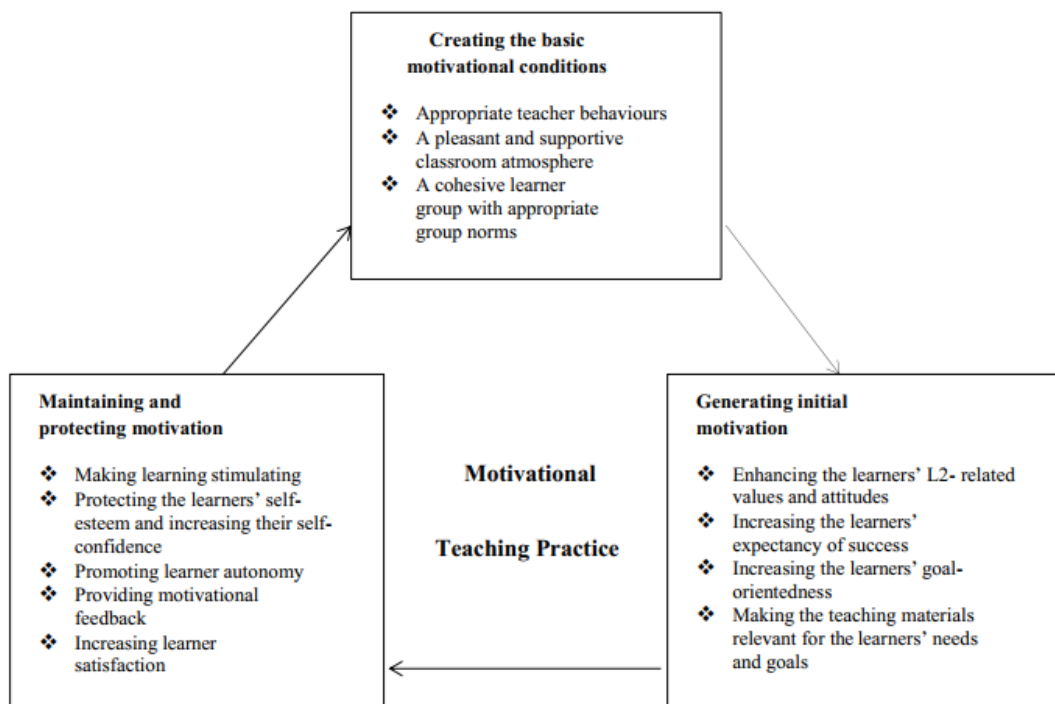 Creating the basic
motivational conditions
❖ Appropriate teacher behaviours
❖ A pleasant and supportive
classroom atmosphere
❖ A cohesive learner
group with appropriate
group norms
Maintaining and
protecting motivation
❖ Making learning stimulating
❖ Protecting the learners’ self-
esteem and increasing their self-
confidence
❖ Promoting learner autonomy
❖ Providing motivational
feedback
❖ Increasing learner
satisfaction
Motivational
Teaching Practice
Generating initial
motivation
❖ Enhancing the learners’ L2- related
values and attitudes
❖ Increasing the learners’
expectancy of success
❖ Increasing the learners’ goal-
orientedness
❖ Making the teaching materials
relevant for the learners’ needs
and goals